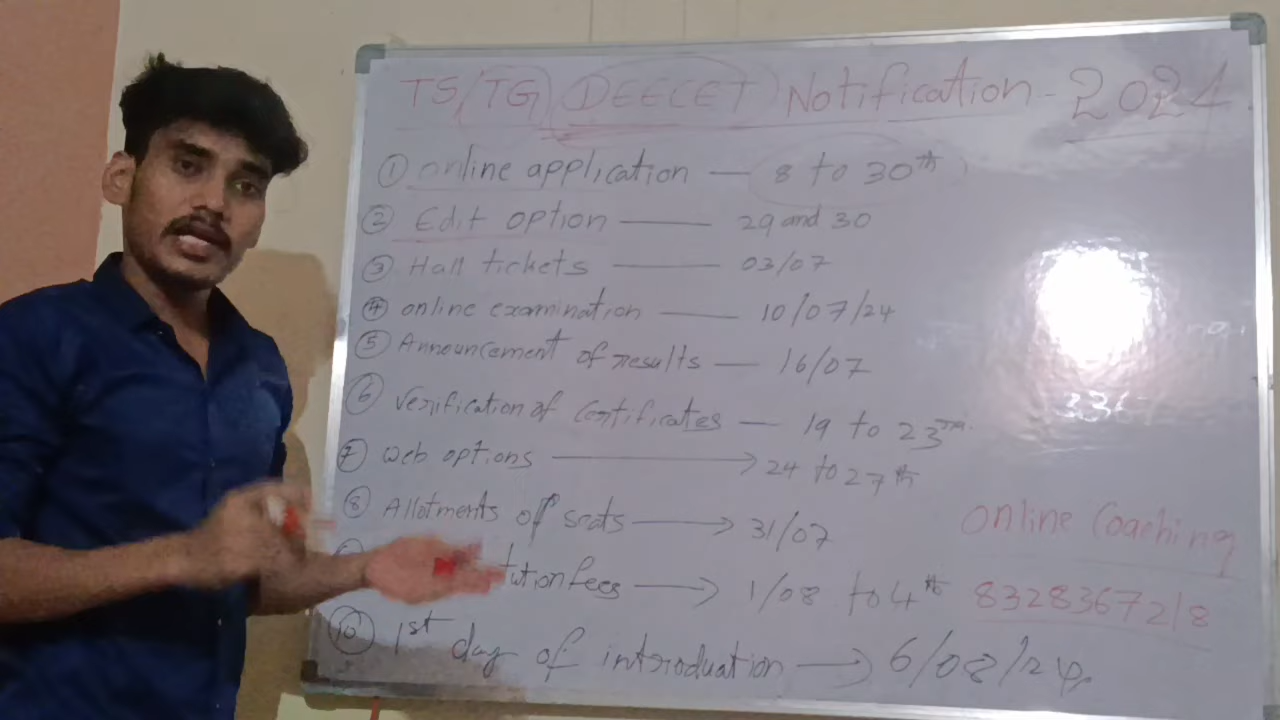 TS/TG DEECET Notification - 2024
① online application — 8 to 30th
② Edit option — 29 and 30
③ Hall tickets — 03/07
④ online examination — 10/07/24
⑤ Announcement of results — 16/07
⑥ Verification of Certificates — 19 to 23
⑦ web options → 24 to 27th
⑧ Allotments of seats → 31/07
fees → 1/08 to 4th
⑩ 1st day of introduation → 6/08/24
Online Coaching
8328367218